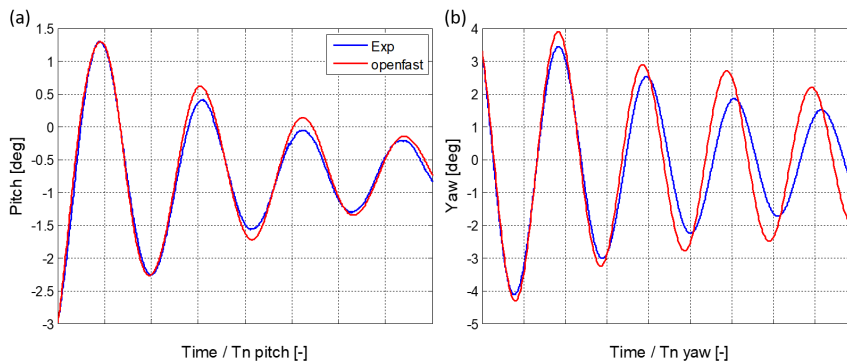 (a)
1.5
1
0.5
0
-0.5
-1
-1.5
-2
-2.5
-3
Pitch [deg]
Time / Tn pitch [-]
Exp
openfast
(b)
4
3
2
1
0
-1
-2
-3
-4
-5
Yaw [deg]
Time / Tn yaw [-]